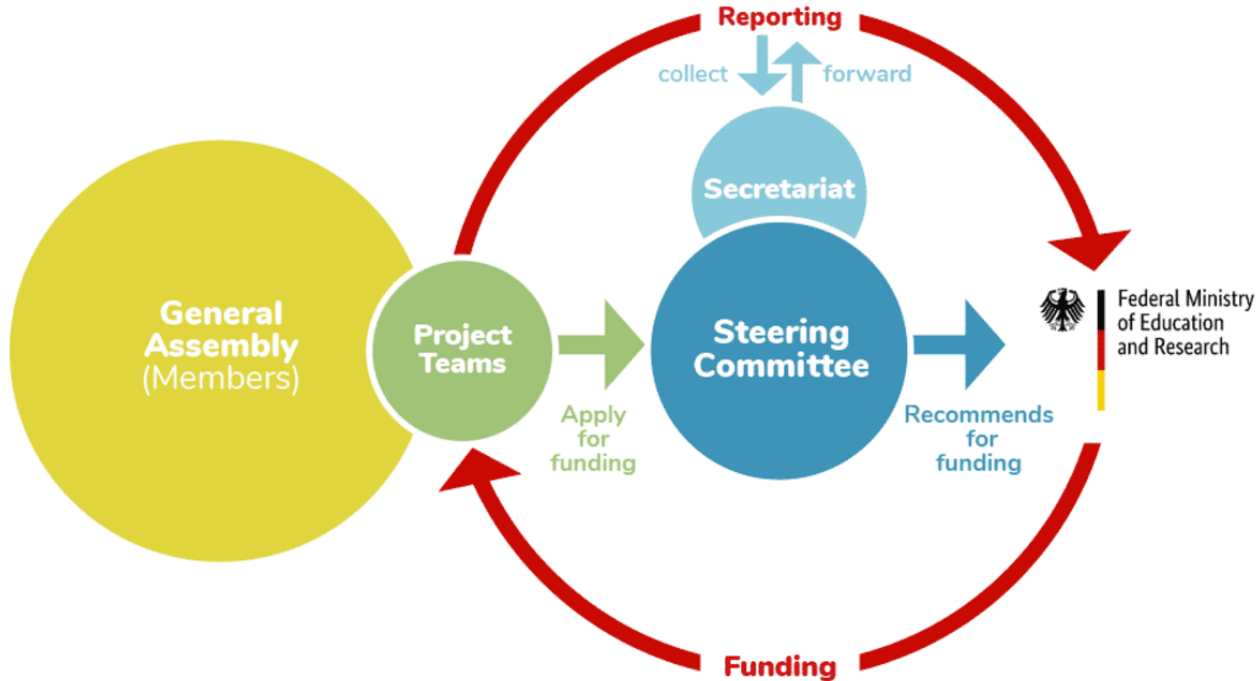 Reporting
collect
forward
Secretariat
General
Assembly
(Members)
Project
Teams
Apply
for
funding
Steering
Committee
Recommends
for
funding
Federal Ministry
of Education
and Research
Funding